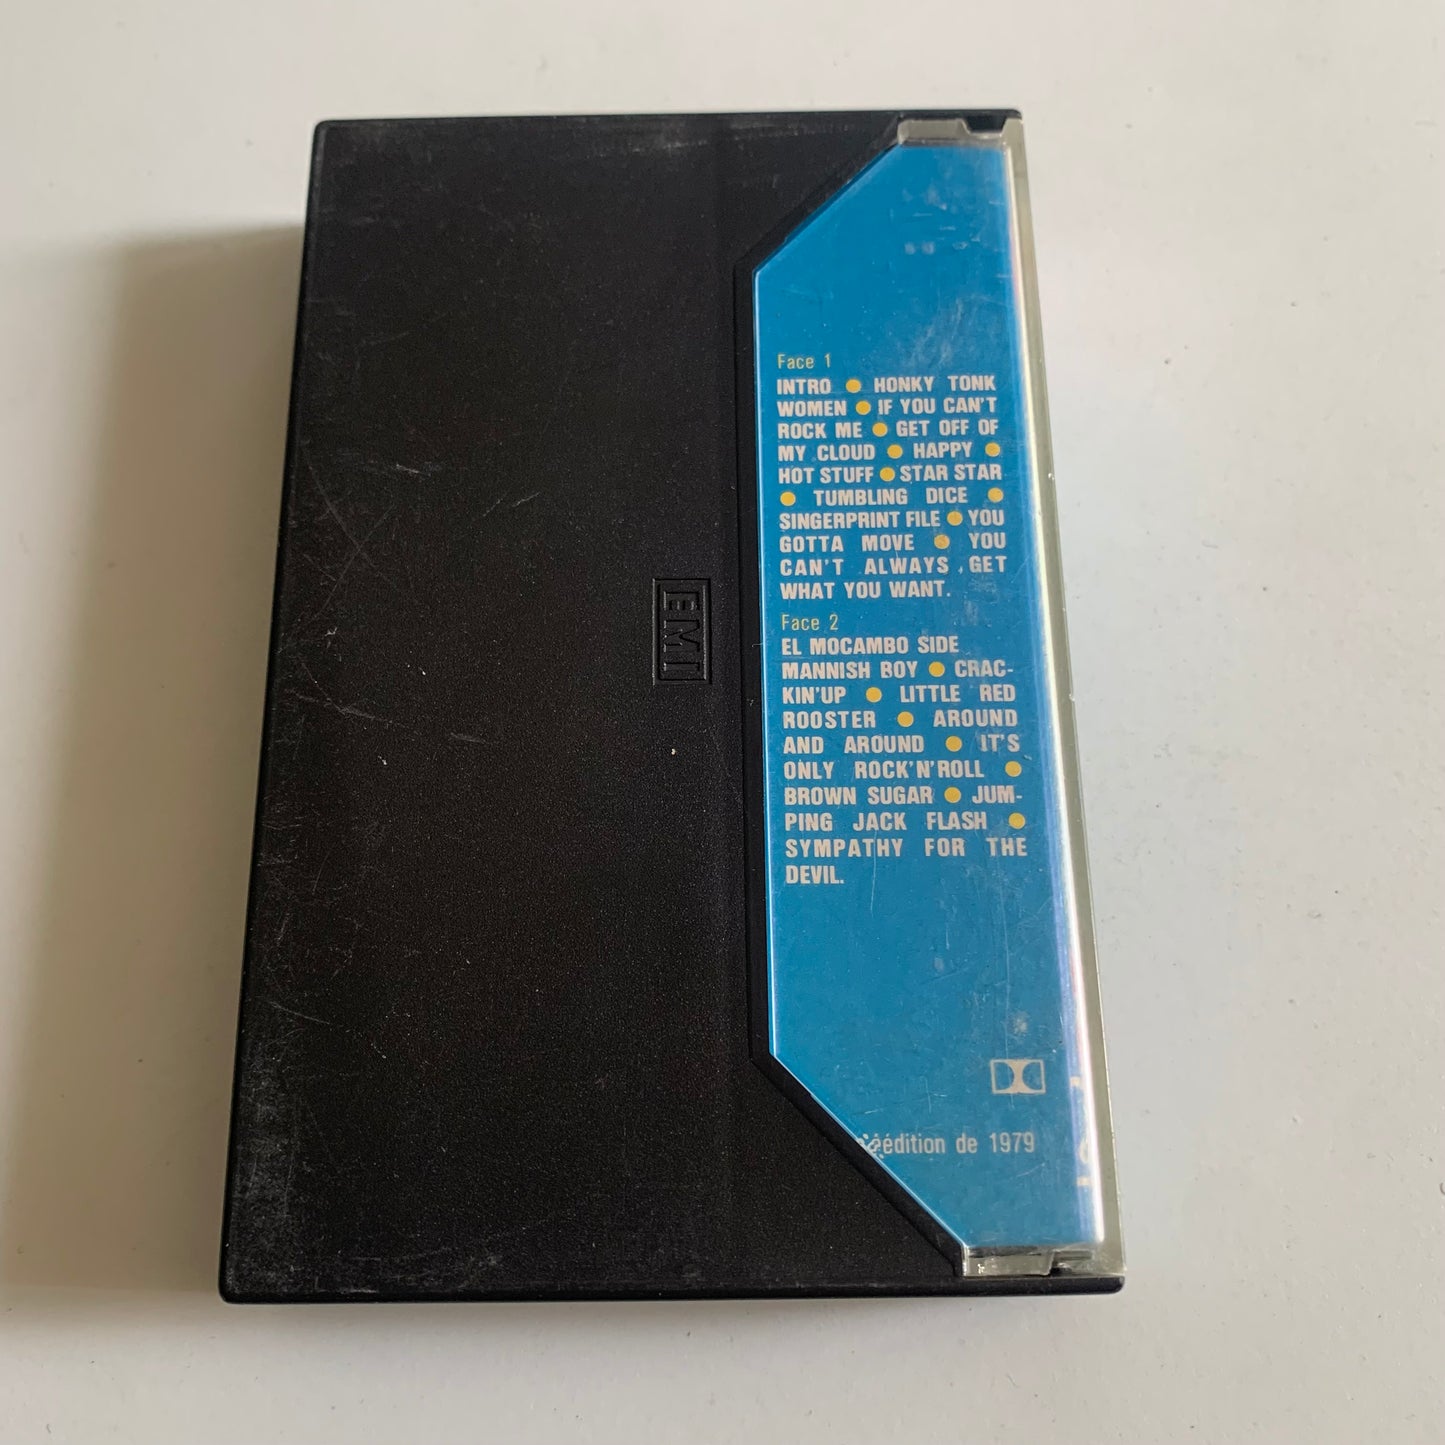 Face 1
INTRO ● HONKY TONK
WOMEN ● IF YOU CAN'T
ROCK ME ● GET OFF OF
MY CLOUD ● HAPPY ●
HOT STUFF ● STAR STAR
● TUMBLING DICE ●
SINGERPRINT FILE ● YOU
GOTTA MOVE ● YOU
CAN'T ALWAYS GET
WHAT YOU WANT.
Face 2
EL MOCAMBO SIDE
MANNISH BOY ● CRAC-
KIN'UP ● LITTLE RED
ROOSTER ● AROUND
AND AROUND ● IT'S
ONLY ROCK'N'ROLL ●
BROWN SUGAR ● JUM-
PING JACK FLASH ●
SYMPATHY FOR THE
DEVIL.
de 1979
EMI